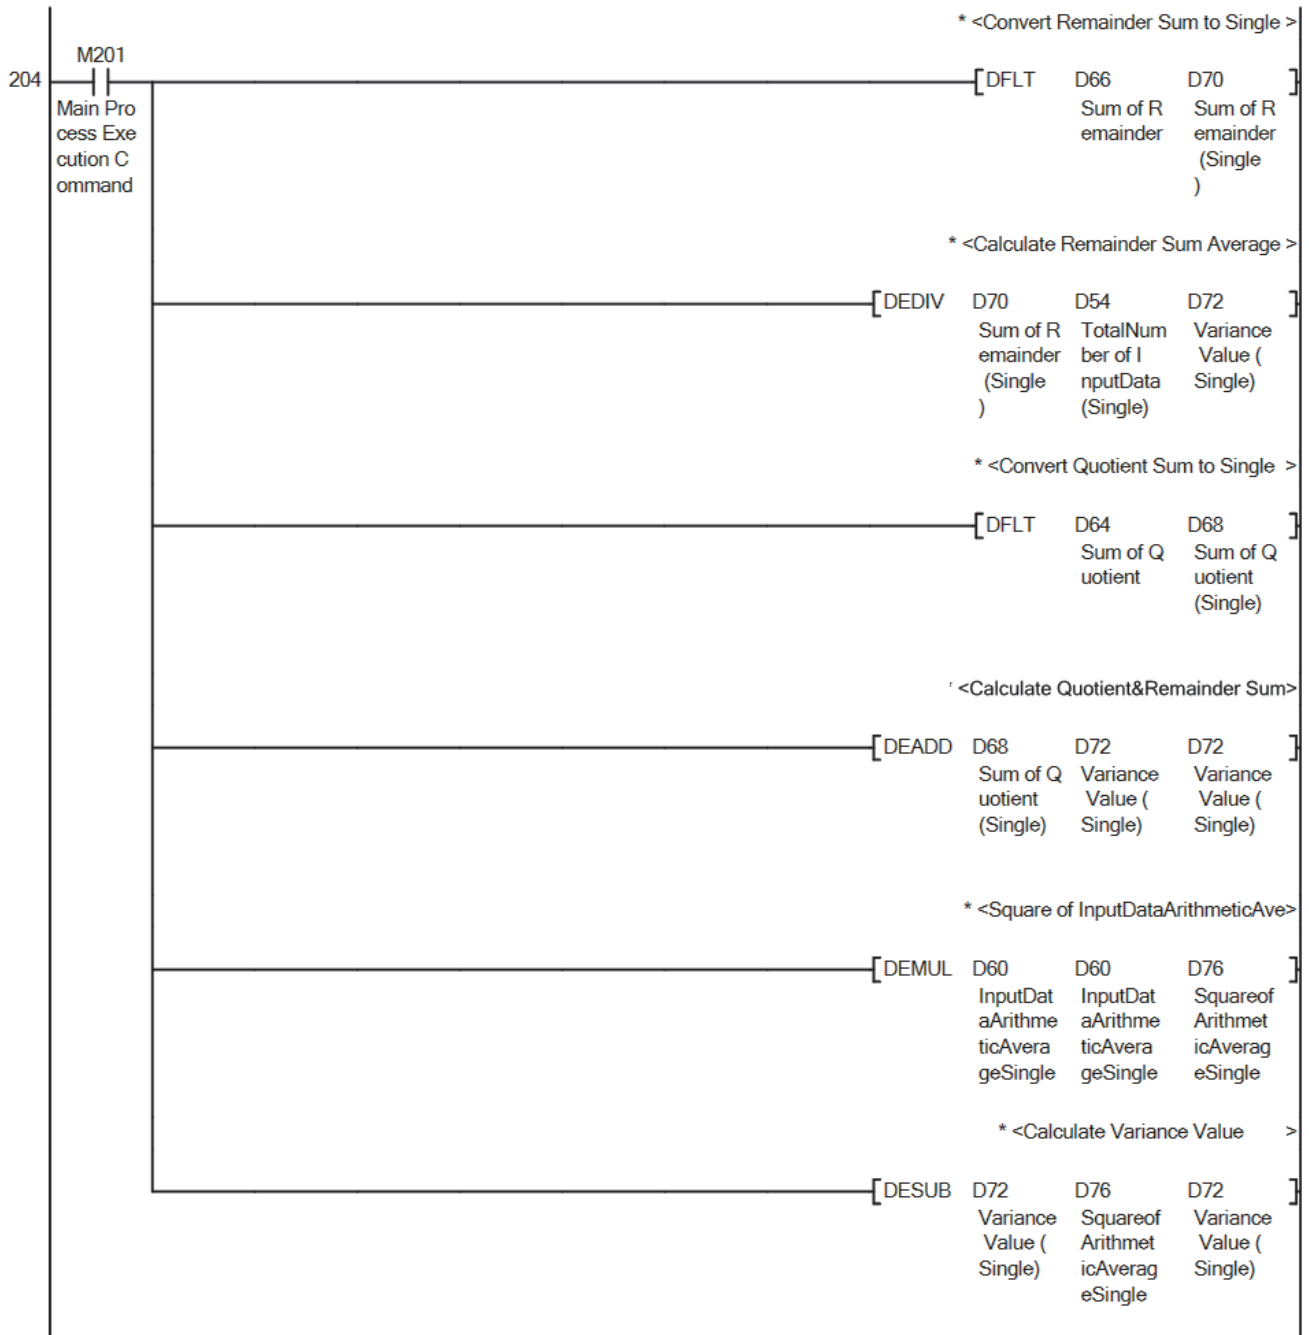 * <Convert Remainder Sum to Single >
M201
204 [DFLT D66 D70 ]
Main Pro Sum of R Sum of R
cess Exe emainder emainder
cution C (Single
ommand )
* <Calculate Remainder Sum Average >
[DEDIV D70 D54 D72 ]
Sum of R TotalNum Variance
emainder ber of I Value (
(Single nputData Single)
) (Single)
* <Convert Quotient Sum to Single >
[DFLT D64 D68 ]
Sum of Q Sum of Q
uotient uotient
(Single)
* <Calculate Quotient&Remainder Sum>
[DEADD D68 D72 D72 ]
Sum of Q Variance Variance
uotient Value ( Value (
(Single) Single) Single)
* <Square of InputDataArithmeticAve>
[DEMUL D60 D60 D76 ]
InputDat InputDat Squareof
aArithme aArithme Arithmet
ticAvera ticAvera icAverag
geSingle geSingle eSingle
* <Calculate Variance Value >
[DESUB D72 D76 D72 ]
Variance Squareof Variance
Value ( Arithmet Value (
Single) icAverag Single)
eSingle